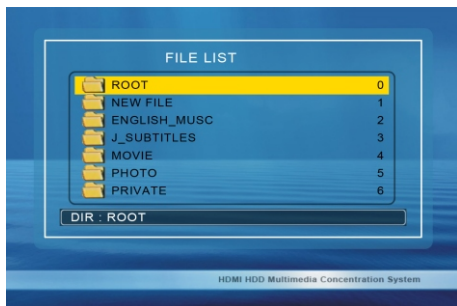 FILE LIST
ROOT 0
NEW FILE 1
ENGLISH_MUSC 2
J_SUBTITLES 3
MOVIE 4
PHOTO 5
PRIVATE 6
DIR : ROOT
HDMI HDD Multimedia Concentration System